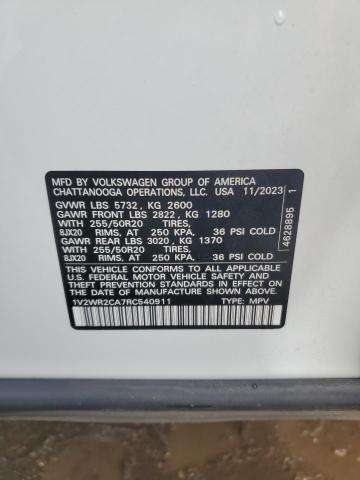 MFD BY VOLKSWAGEN GROUP OF AMERICA
CHATTANOOGA OPERATIONS, LLC. USA 11/2023
GVWR LBS 5732 , KG 2600
GAWR FRONT LBS 2822 , KG 1280
WITH 255/50R20 TIRES,
8JX20 RIMS, AT 250 KPA, 36 PSI COLD
GAWR REAR LBS 3020 , KG 1370
WITH 255/50R20 TIRES,
8JX20 RIMS, AT 250 KPA, 36 PSI COLD
THIS VEHICLE CONFORMS TO ALL APPLICABLE
U.S. FEDERAL MOTOR VEHICLE SAFETY AND
THEFT PREVENTION STANDARDS IN EFFECT ON
THE DATE OF MANUFACTURE SHOWN ABOVE
1V2WR2CA7RC540911 TYPE: MPV
4628895 1